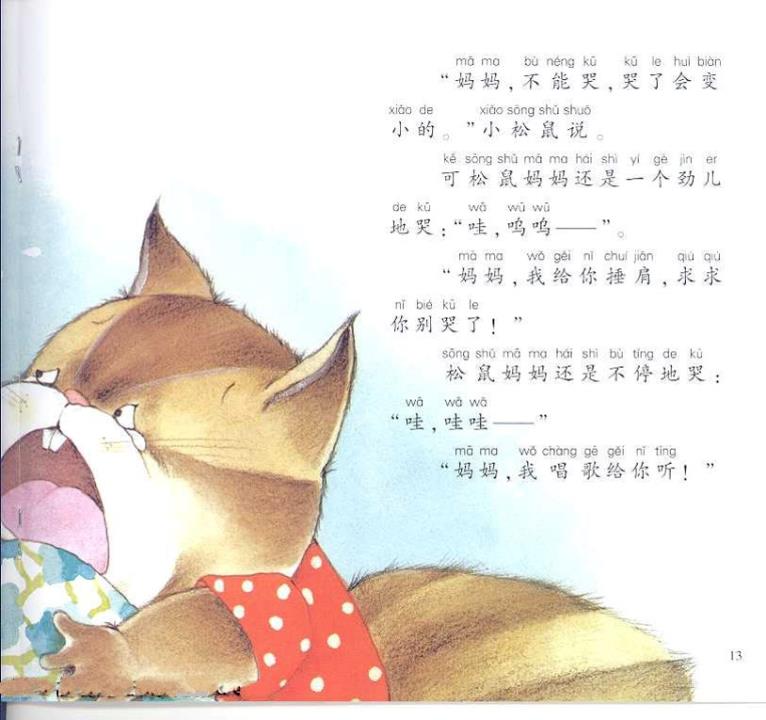 mā ma bù néng kū kū le huì biàn
“妈妈,不能哭,哭了会变
xiǎo de xiǎo sōng shǔ shuō
小的。”小松鼠说。
kě sōng shǔ mā ma hái shì yí gè jìn er
可松鼠妈妈还是一个劲儿
de kū wā wū wū
地哭:“哇,呜呜——”。
mā ma wǒ gěi nǐ chuí jiān qiú qiú
“妈妈,我给你捶肩,求求
nǐ bié kū le
你别哭了!”
sōng shǔ mā ma hái shì bù tíng de kū
松鼠妈妈还是不停地哭:
wā wā wā
“哇,哇哇——”
mā ma wǒ chàng gē gěi nǐ tīng
“妈妈,我唱歌给你听!”
13